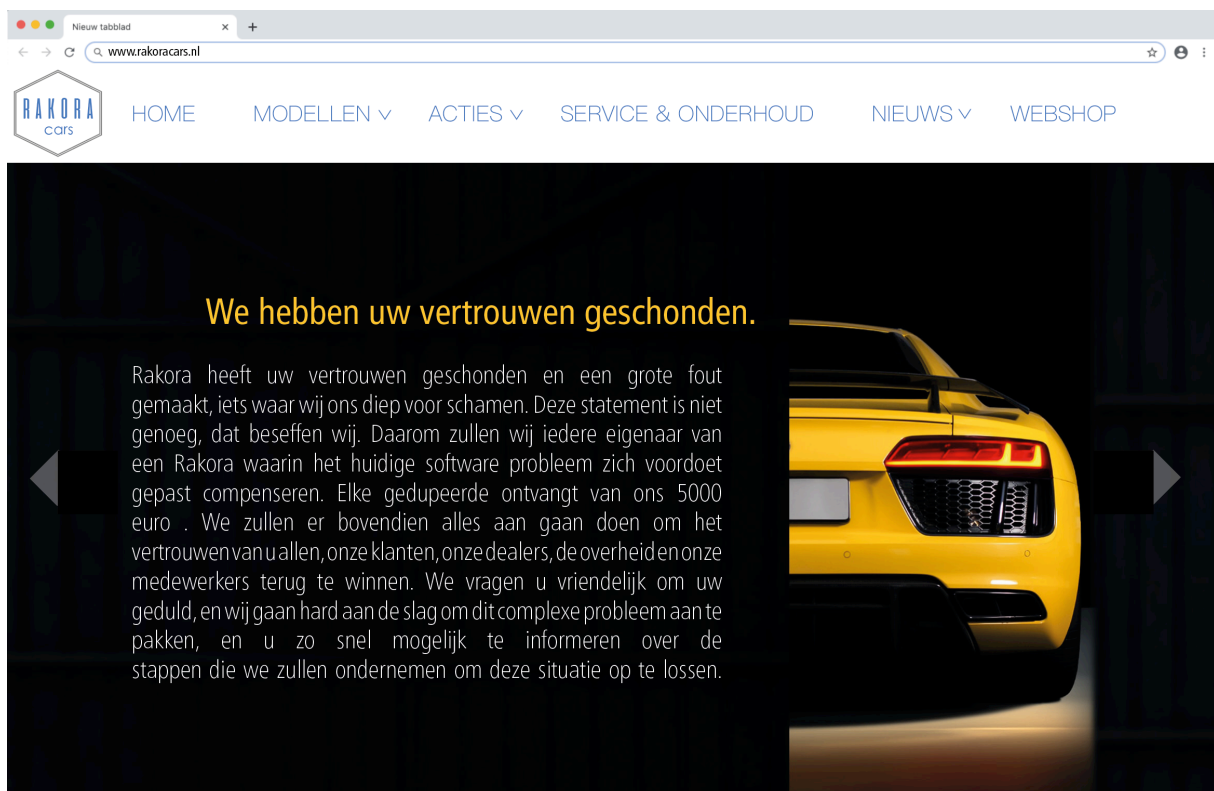 Nieuw tabblad
www.rakoracars.nl
RAKORA
cars
HOME
MODELLEN
ACTIES
SERVICE & ONDERHOUD
NIEUWS
WEBSHOP
We hebben uw vertrouwen geschonden.
Rakora heeft uw vertrouwen geschonden en een grote fout
gemaakt, iets waar wij ons diep voor schamen. Deze statement is niet
genoeg, dat beseffen wij. Daarom zullen wij iedere eigenaar van
een Rakora waarin het huidige software probleem zich voordoet
gepast compenseren. Elke gedupeerde ontvangt van ons 5000
euro . We zullen er bovendien alles aan gaan doen om het
vertrouwen van u allen, onze klanten, onze dealers, de overheid en onze
medewerkers terug te winnen. We vragen u vriendelijk om uw
geduld, en wij gaan hard aan de slag om dit complexe probleem aan te
pakken, en u zo snel mogelijk te informeren over de
stappen die we zullen ondernemen om deze situatie op te lossen.